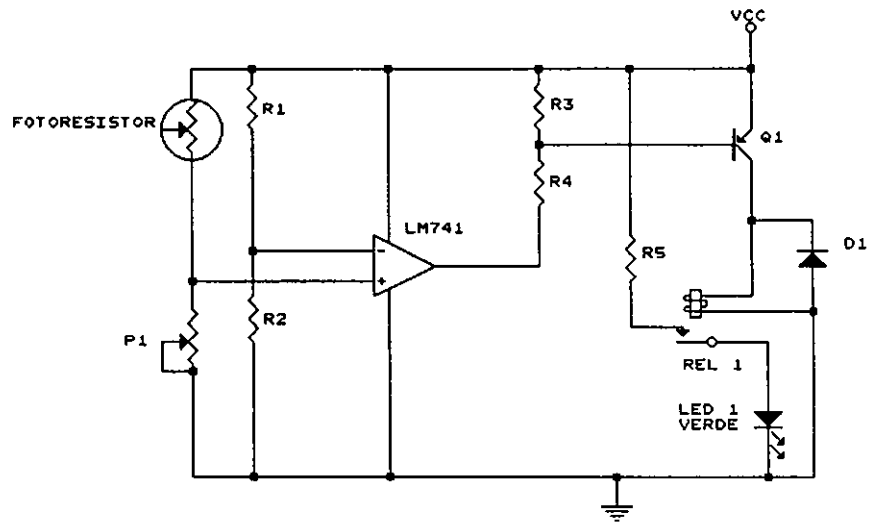 VCC
FOTORESISTOR
R1
R3
Q1
R4
LM741
-
+
R5
D1
R2
P1
REL 1
LED 1
VERDE